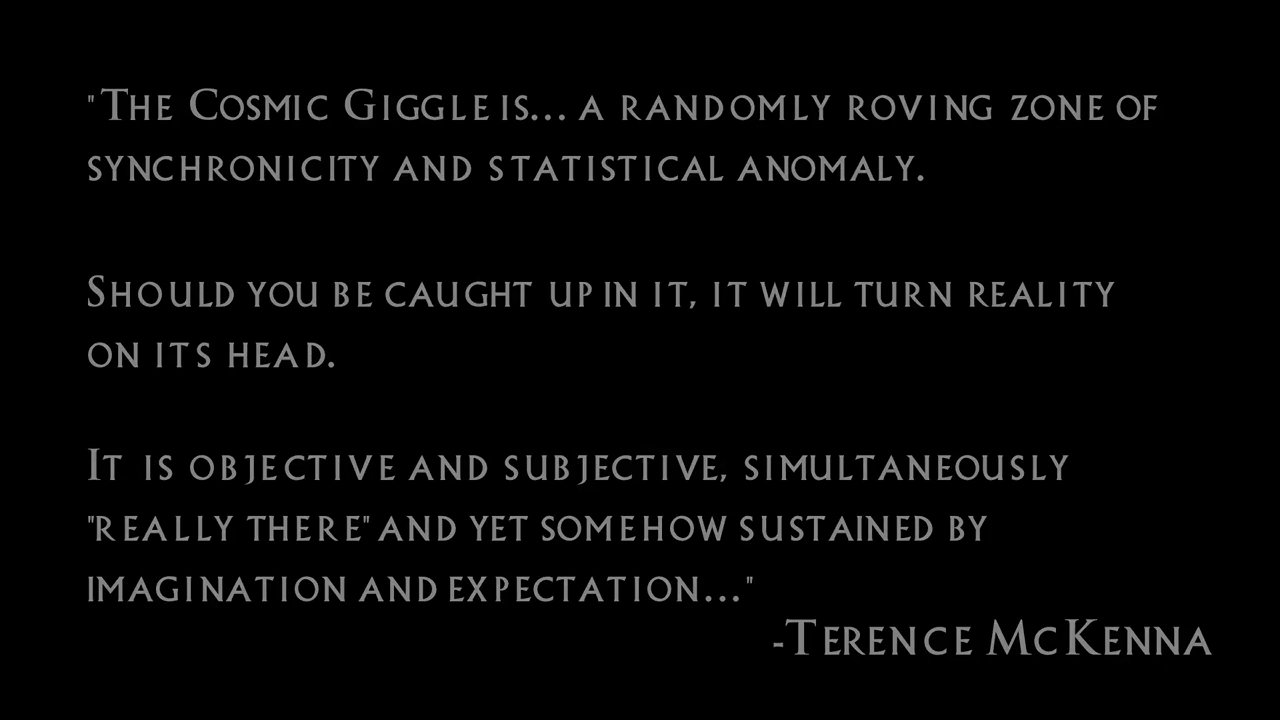 "The Cosmic Giggle is... a randomly roving zone of
synchronicity and statistical anomaly.
Should you be caught up in it, it will turn reality
on its head.
It is objective and subjective, simultaneously
"really there" and yet somehow sustained by
imagination and expectation..."
-Terence McKenna